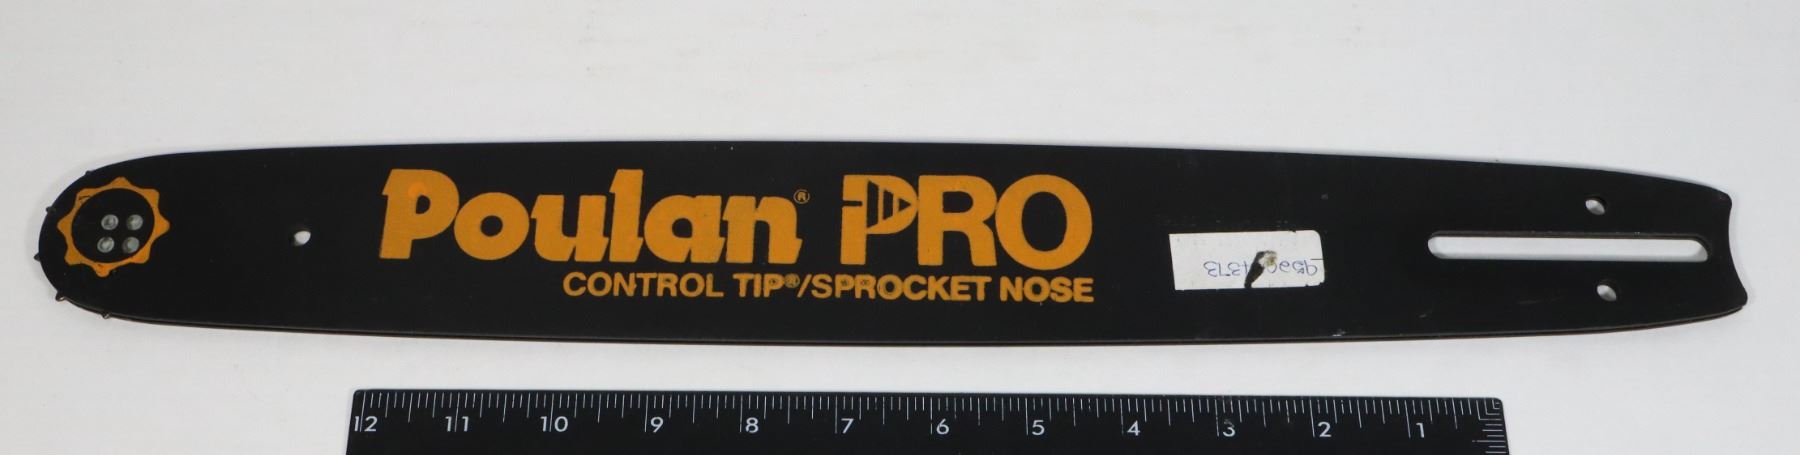 Poulan® PRO
CONTROL TIP®/SPROCKET NOSE
12 11 10 9 8 7 6 5 4 3 2 1